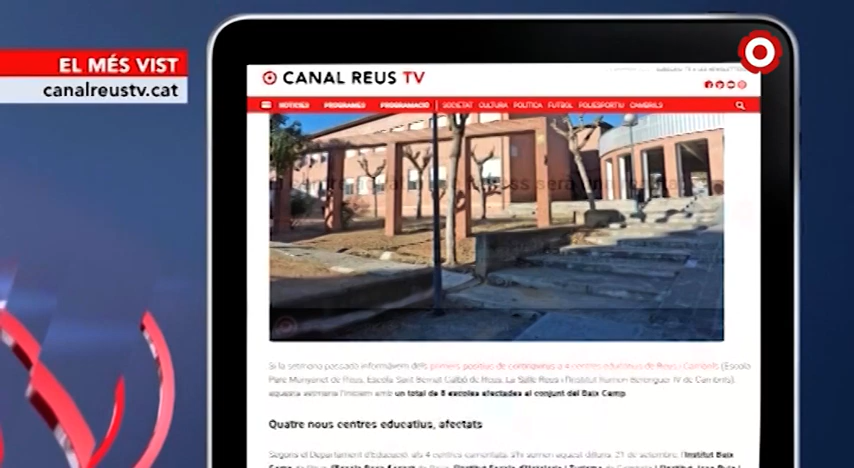 EL MÉS VIST
canalreustv.cat
CANAL REUS TV
NOTÍCIES PROGRAMES PROGRAMACIÓ SOCIETAT CULTURA POLÍTICA FUTBOL POLIESPORTIU CAMBRILS
Si la setmana passada informàvem dels primers positius de coronavirus a 4 centres educatius de Reus i Cambrils (Escola
Pare Manyanet de Reus, Escola Sant Bernat Calbó de Reus, La Salle Reus i l'Institut Ramon Berenguer IV de Cambrils),
aquesta setmana l'iniciem amb un total de 8 escoles afectades al conjunt del Baix Camp.
Quatre nous centres educatius, afectats
Segons el Departament d'Educació, als 4 centres comentats, s'hi sumen aquest dilluns, 21 de setembre, l'Institut Baix